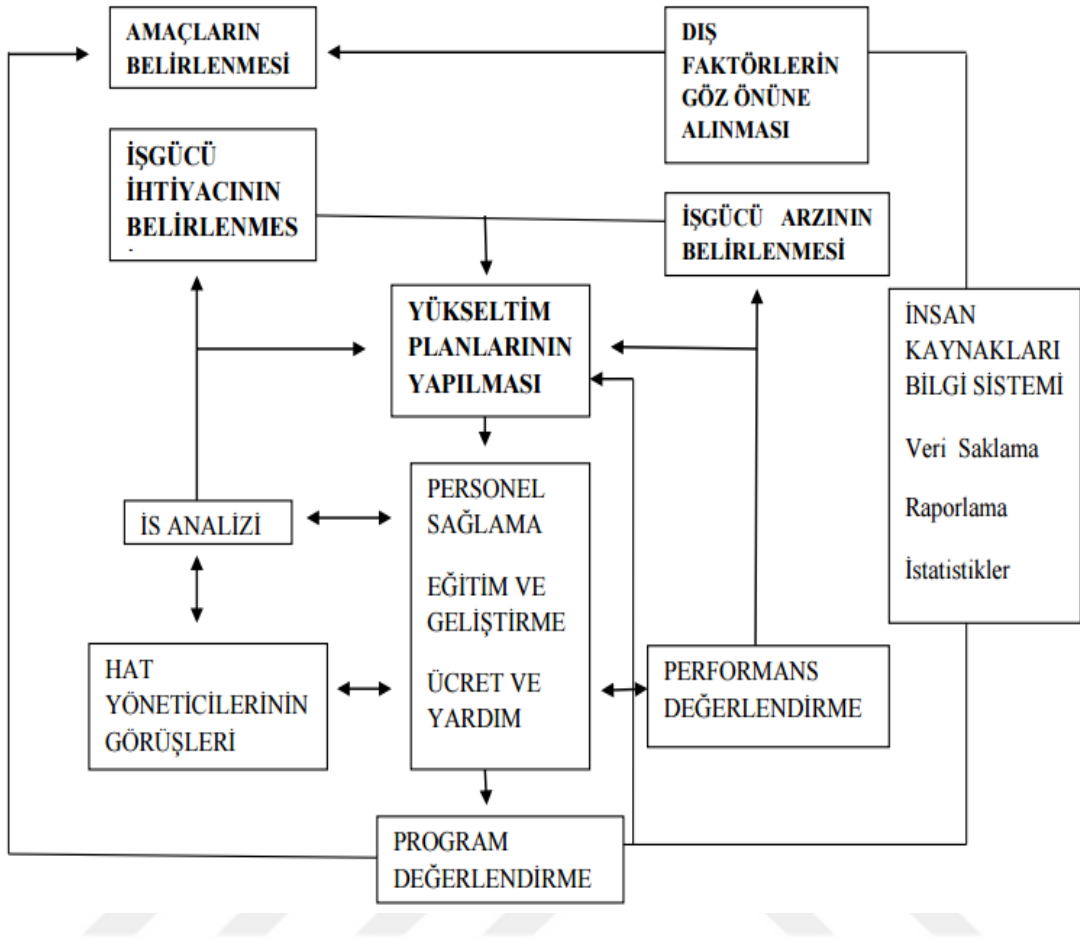 AMAÇLARIN
BELİRLENMESİ
DIŞ
FAKTÖRLERİN
GÖZ ÖNÜNE
ALINMASI
İŞGÜCÜ
İHTİYACININ
BELİRLENMES
İŞGÜCÜ ARZININ
BELİRLENMESİ
YÜKSELTİM
PLANLARININ
YAPILMASI
İNSAN
KAYNAKLARI
BİLGİ SİSTEMİ
Veri Saklama
Raporlama
İstatistikler
İS ANALİZİ
PERSONEL
SAĞLAMA
EĞİTİM VE
GELİŞTİRME
ÜCRET VE
YARDIM
HAT
YÖNETİCİLERİNİN
GÖRÜŞLERİ
PERFORMANS
DEĞERLENDİRME
PROGRAM
DEĞERLENDİRME